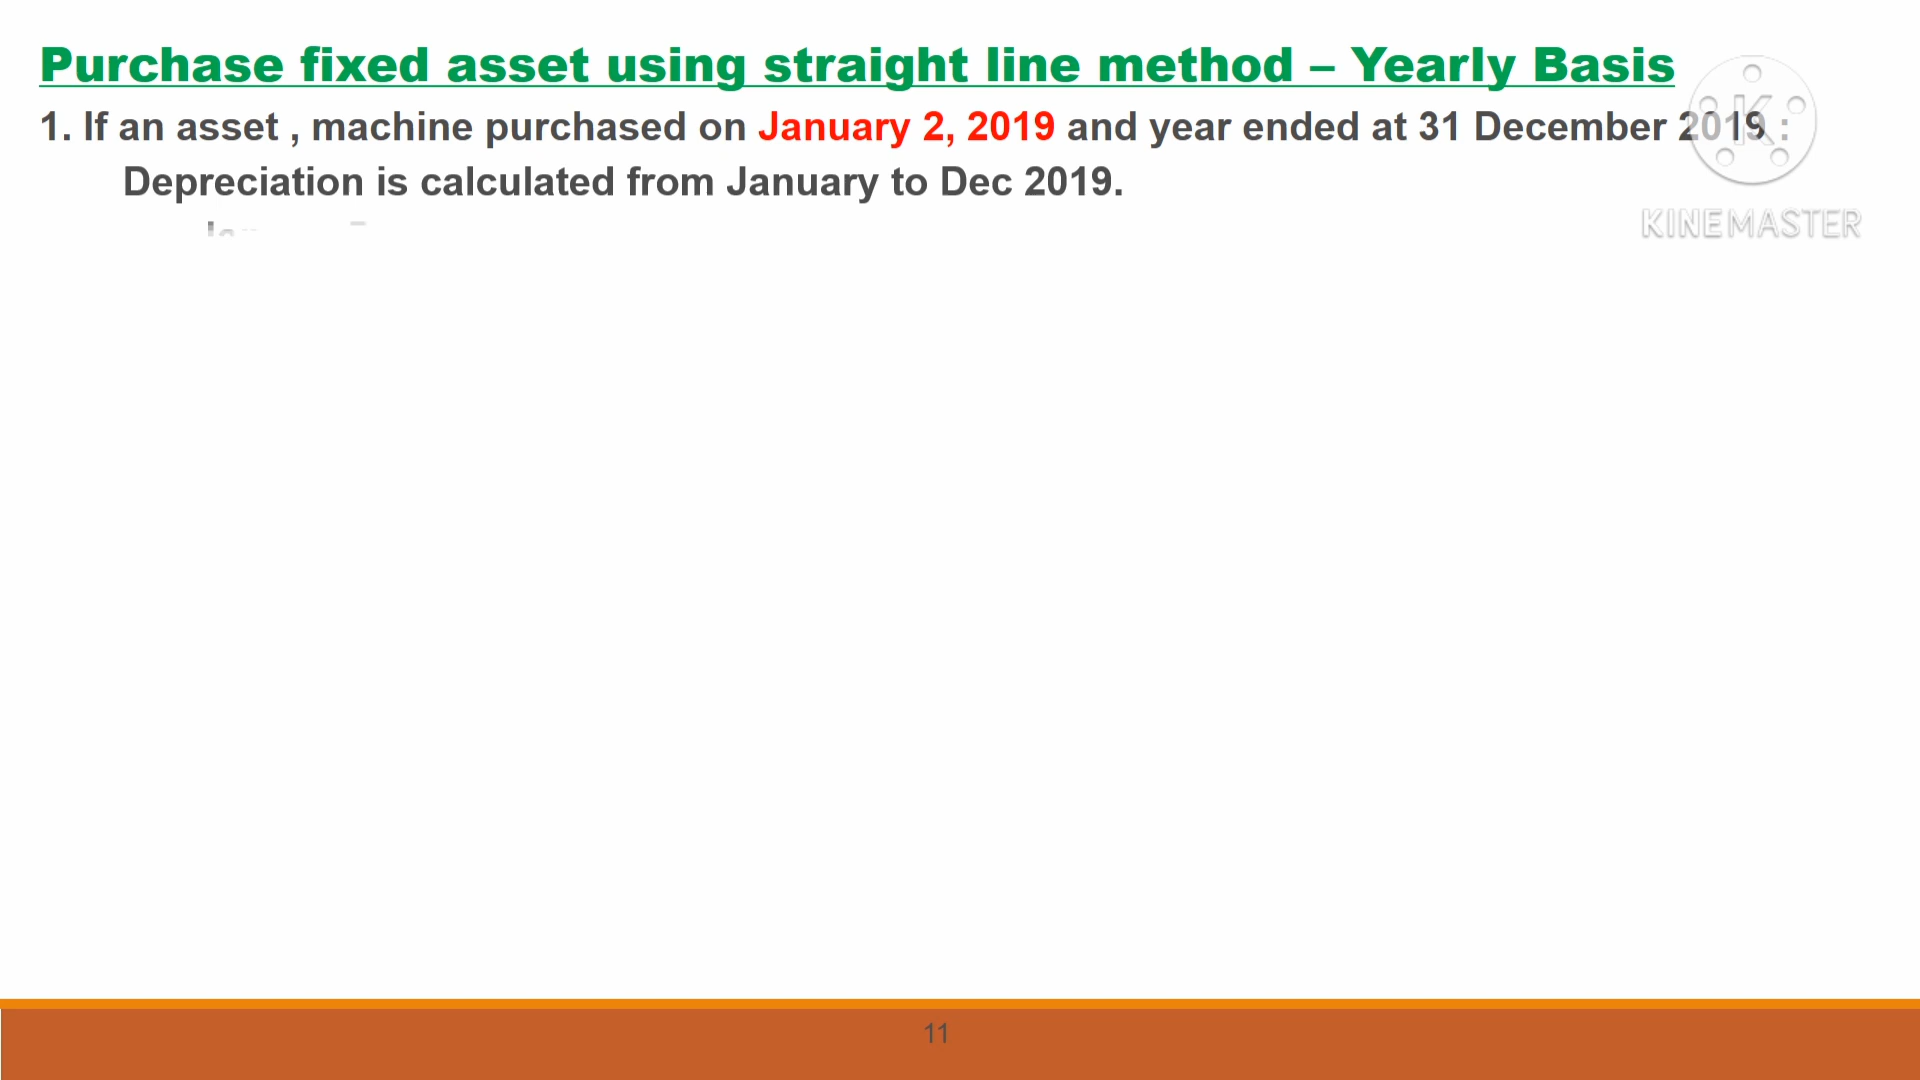 Purchase fixed asset using straight line method – Yearly Basis
1. If an asset , machine purchased on January 2, 2019 and year ended at 31 December 2019 :
Depreciation is calculated from January to Dec 2019.
K
KINEMASTER
11